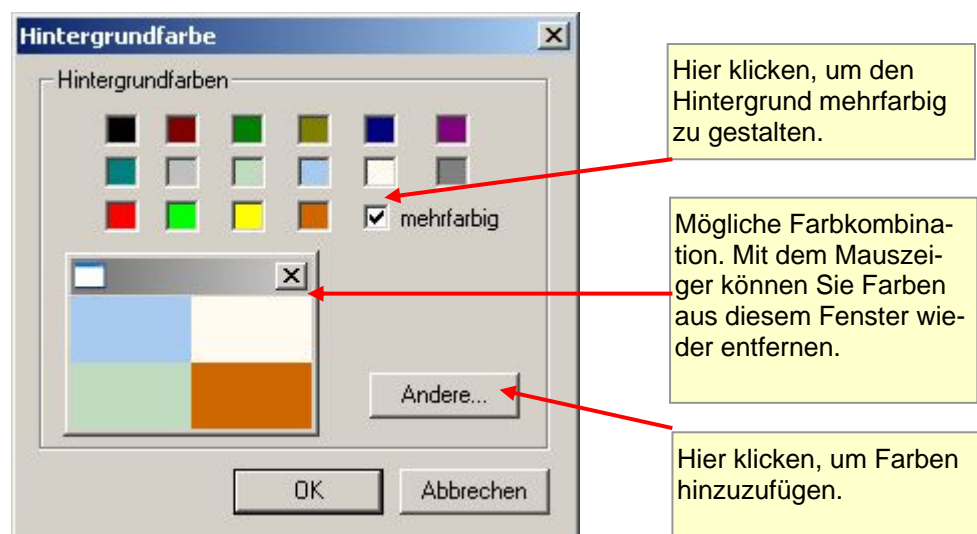 Hintergrundfarbe
Hintergrundfarben
mehrfarbig
Andere...
OK
Abbrechen
Hier klicken, um den
Hintergrund mehrfarbig
zu gestalten.
Mögliche Farbkombina-
tion. Mit dem Mauszei-
ger können Sie Farben
aus diesem Fenster wie-
der entfernen.
Hier klicken, um Farben
hinzuzufügen.